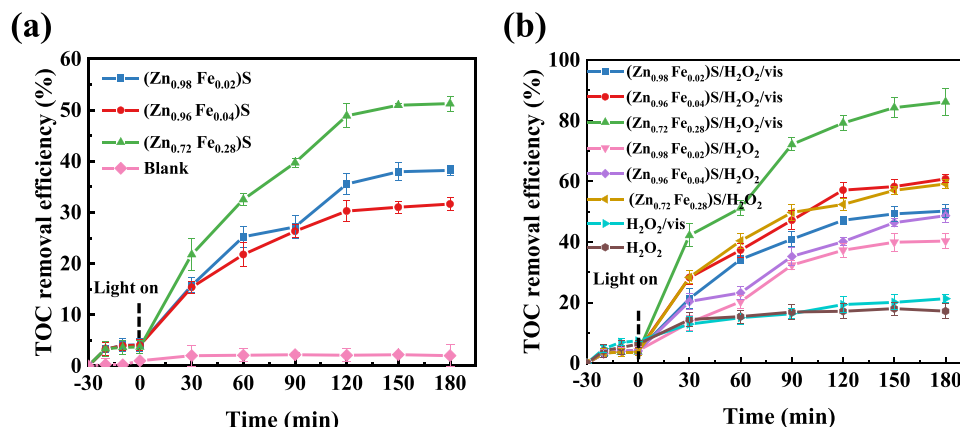 (a)
TOC removal efficiency (%)
60
50
40
30
20
10
0
(Zn0.98 Fe0.02)S
(Zn0.96 Fe0.04)S
(Zn0.72 Fe0.28)S
Blank
Light on
-30 0 30 60 90 120 150 180
Time (min)
(b)
TOC removal efficiency (%)
100
80
60
40
20
0
(Zn0.98 Fe0.02)S/H2O2/vis
(Zn0.96 Fe0.04)S/H2O2/vis
(Zn0.72 Fe0.28)S/H2O2/vis
(Zn0.98 Fe0.02)S/H2O2
(Zn0.96 Fe0.04)S/H2O2
(Zn0.72 Fe0.28)S/H2O2
H2O2/vis
H2O2
Light on
-30 0 30 60 90 120 150 180
Time (min)